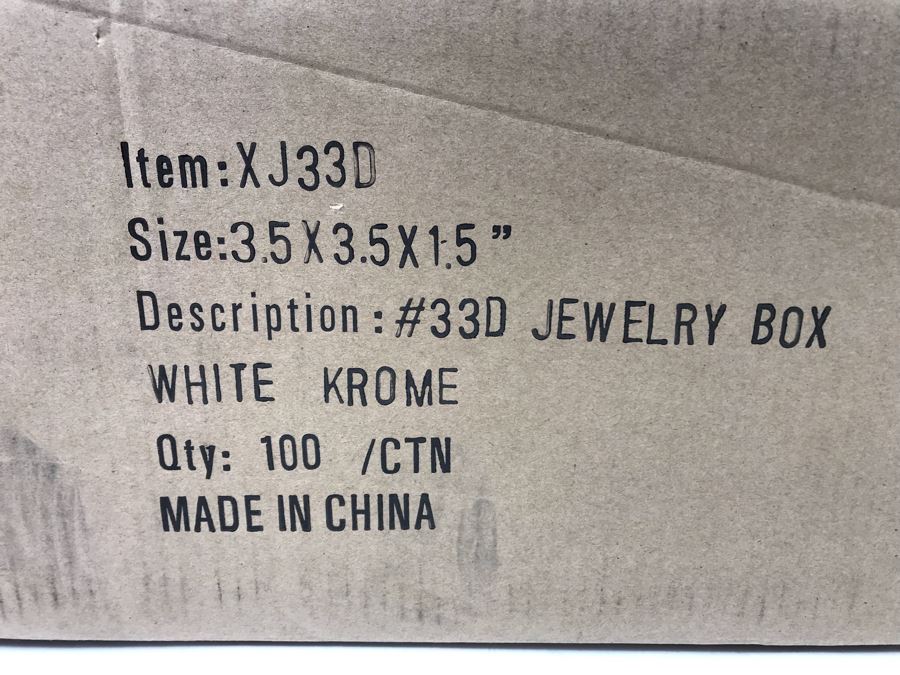 Item:XJ33D
Size:3.5X3.5X1.5"
Description:#33D JEWELRY BOX
WHITE KROME
Qty: 100 /CTN
MADE IN CHINA